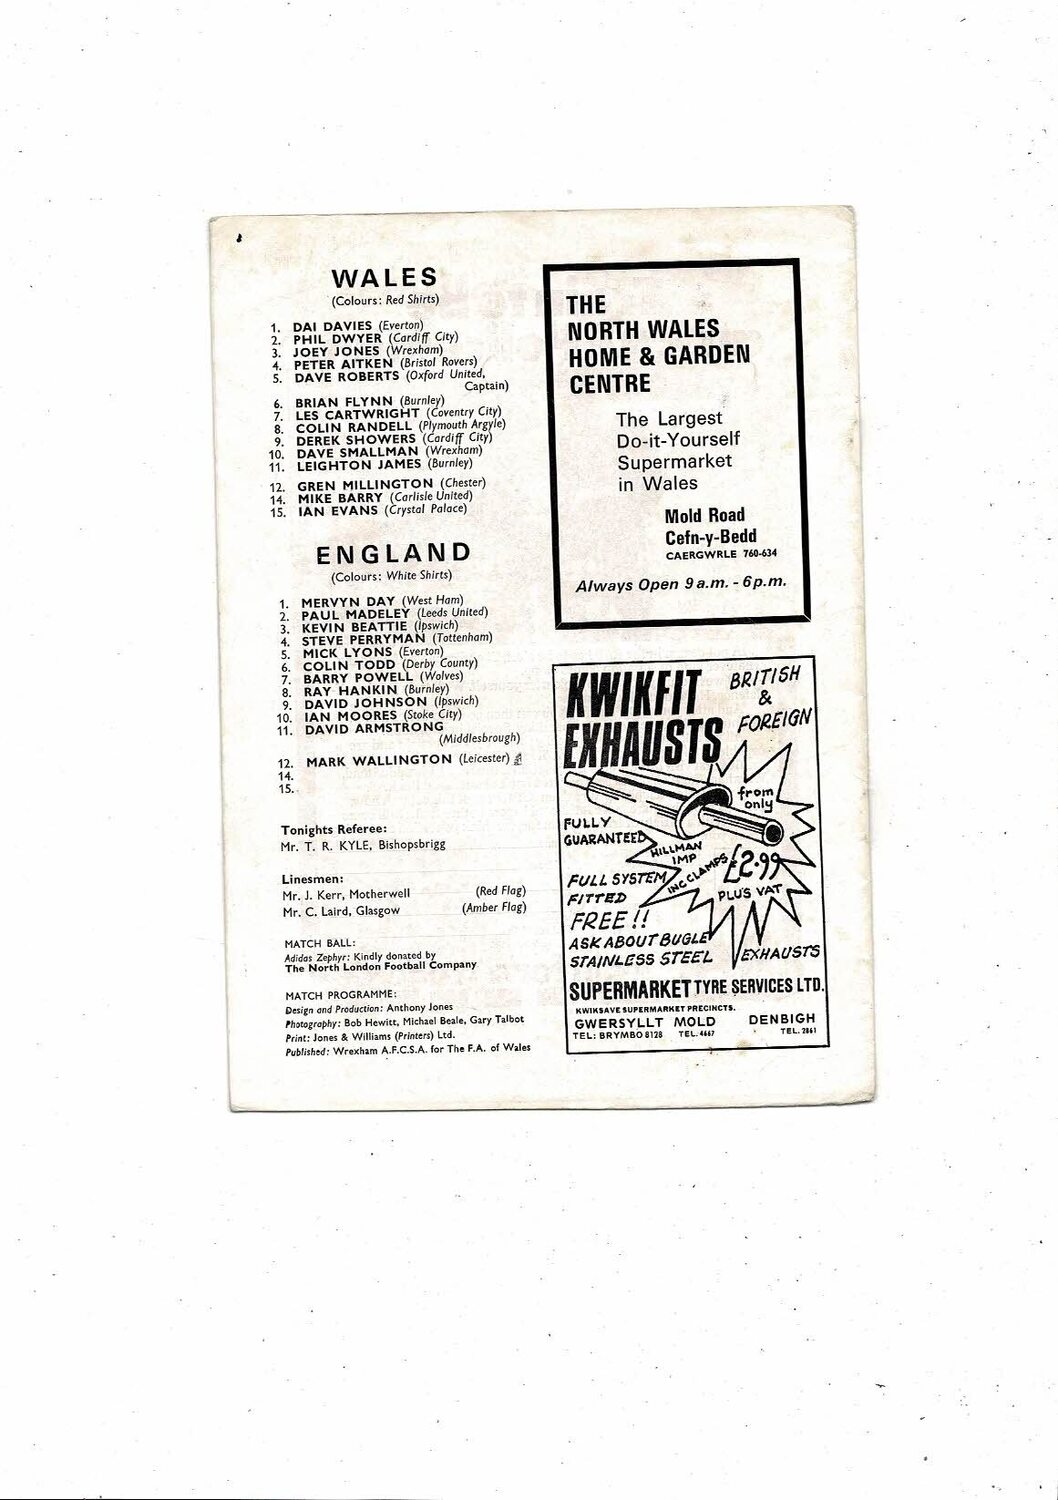 WALES
(Colours: Red Shirts)
1. DAI DAVIES (Everton)
2. PHIL DWYER (Cardiff City)
3. JOEY JONES (Wrexham)
4. PETER AITKEN (Bristol Rovers)
5. DAVE ROBERTS (Oxford United,
Captain)
6. BRIAN FLYNN (Burnley)
7. LES CARTWRIGHT (Coventry City)
8. COLIN RANDELL (Plymouth Argyle)
9. DEREK SHOWERS (Cardiff City)
10. DAVE SMALLMAN (Wrexham)
11. LEIGHTON JAMES (Burnley)
12. GREN MILLINGTON (Chester)
14. MIKE BARRY (Carlisle United)
15. IAN EVANS (Crystal Palace)
ENGLAND
(Colours: White Shirts)
1. MERVYN DAY (West Ham)
2. PAUL MADELEY (Leeds United)
3. KEVIN BEATTIE (Ipswich)
4. STEVE PERRYMAN (Tottenham)
5. MICK LYONS (Everton)
6. COLIN TODD (Derby County)
7. BARRY POWELL (Wolves)
8. RAY HANKIN (Burnley)
9. DAVID JOHNSON (Ipswich)
10. IAN MOORES (Stoke City)
11. DAVID ARMSTRONG
(Middlesbrough)
12. MARK WALLINGTON (Leicester)
14.
15.
Tonights Referee:
Mr. T. R. KYLE, Bishopsbrigg
Linesmen:
Mr. J. Kerr, Motherwell (Red Flag)
Mr. C. Laird, Glasgow (Amber Flag)
MATCH BALL:
Adidas Zephyr: Kindly donated by
The North London Football Company
MATCH PROGRAMME:
Design and Production: Anthony Jones
Photography: Bob Hewitt, Michael Beale, Gary Talbot
Print: Jones & Williams (Printers) Ltd.
Published: Wrexham A.F.C.S.A. for The F.A. of Wales
THE
NORTH WALES
HOME & GARDEN
CENTRE
The Largest
Do-it-Yourself
Supermarket
in Wales
Mold Road
Cefn-y-Bedd
CAERGWRLE 760-634
Always Open 9 a.m. - 6 p.m.
KWIKFIT
EXHAUSTS
BRITISH
&
FOREIGN
from
only
FULLY
GUARANTEED
HILLMAN
IMP
INC CLAMPS
£2.99
PLUS VAT
FULL SYSTEM
FITTED
FREE!!
ASK ABOUT BUGLE
STAINLESS STEEL EXHAUSTS
SUPERMARKET TYRE SERVICES LTD.
KWIKSAVE SUPERMARKET PRECINCTS.
GWERSYLLT MOLD DENBIGH
TEL: BRYMBO 8128 TEL. 4667 TEL. 2861